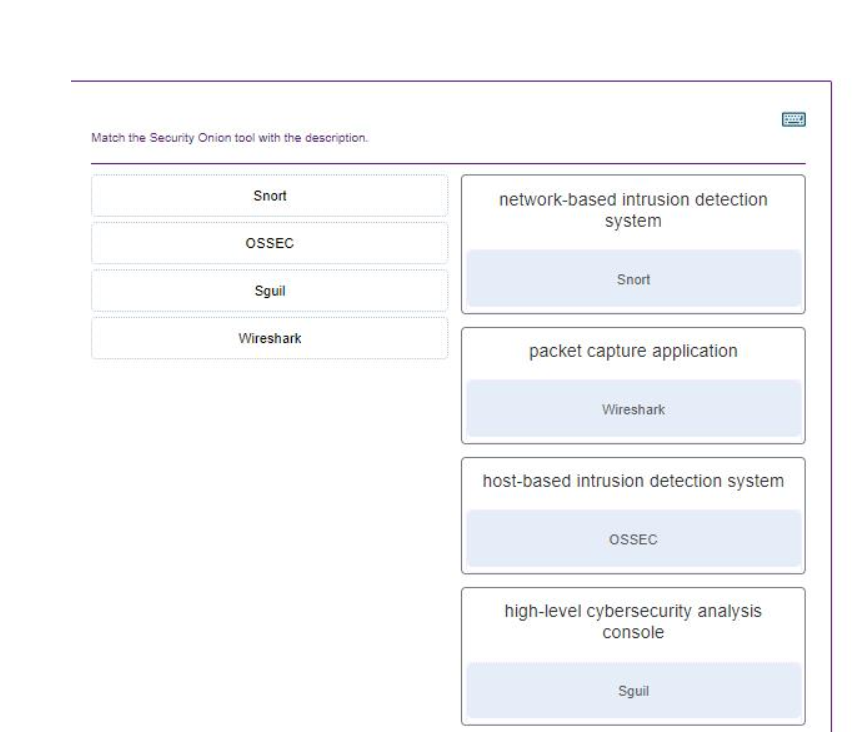 Match the Security Onion tool with the description.
Snort
OSSEC
Sguil
Wireshark
network-based intrusion detection
system
Snort
packet capture application
Wireshark
host-based intrusion detection system
OSSEC
high-level cybersecurity analysis
console
Sguil